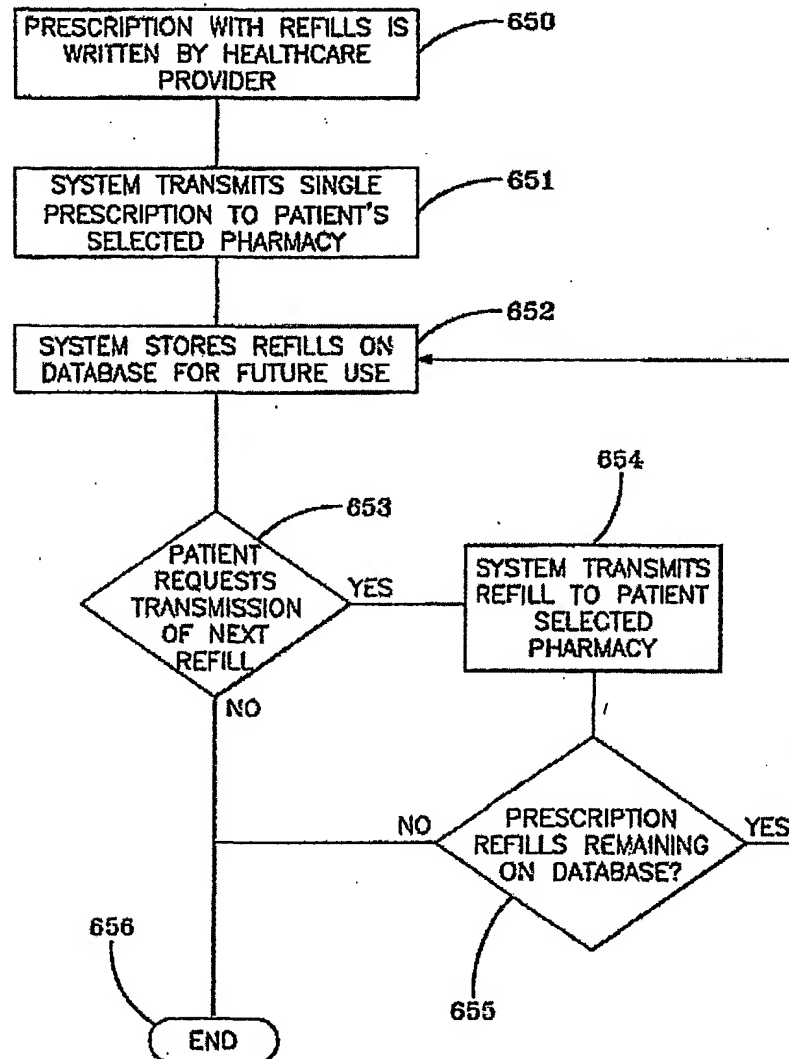 PRESCRIPTION WITH REFILLS IS
WRITTEN BY HEALTHCARE
PROVIDER
650
SYSTEM TRANSMITS SINGLE
PRESCRIPTION TO PATIENT'S
SELECTED PHARMACY
651
SYSTEM STORES REFILLS ON
DATABASE FOR FUTURE USE
652
653
PATIENT
REQUESTS
TRANSMISSION
OF NEXT
REFILL
YES
NO
654
SYSTEM TRANSMITS
REFILL TO PATIENT
SELECTED
PHARMACY
NO
PRESCRIPTION
REFILLS REMAINING
ON DATABASE?
YES
655
656
END